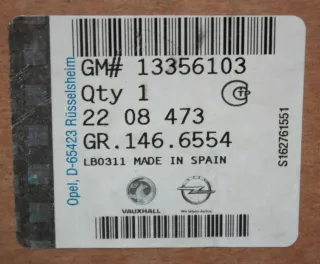 GM# 13356103
Qty 1
22 08 473
GR.146.6554
LB0311 MADE IN SPAIN
VAUXHALL
Opel, D-65423 Rüsselsheim
S162761551